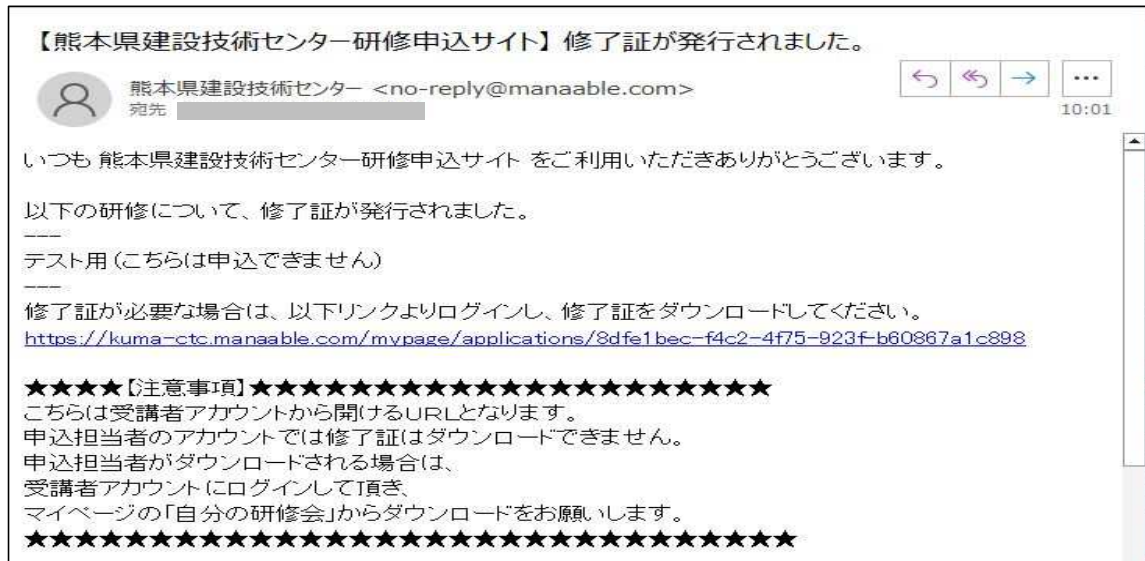 【熊本県建設技術センター研修申込サイト】修了証が発行されました。
熊本県建設技術センター <no-reply@manaable.com>
宛先
10:01
いつも 熊本県建設技術センター研修申込サイト をご利用いただきありがとうございます。
以下の研修について、修了証が発行されました。
---
テスト用(こちらは申込できません)
---
修了証が必要な場合は、以下リンクよりログインし、修了証をダウンロードしてください。
https://kuma-ctc.manaable.com/mypage/applications/8dfe1bec-f4c2-4f75-923f-b60867a1c898
★★★★【注意事項】★★★★★★★★★★★★★★★★★★★★★
こちらは受講者アカウントから開けるURLとなります。
申込担当者のアカウントでは修了証はダウンロードできません。
申込担当者がダウンロードされる場合は、
受講者アカウントにログインして頂き、
マイページの「自分の研修会」からダウンロードをお願いします。
★★★★★★★★★★★★★★★★★★★★★★★★★★★★★★★